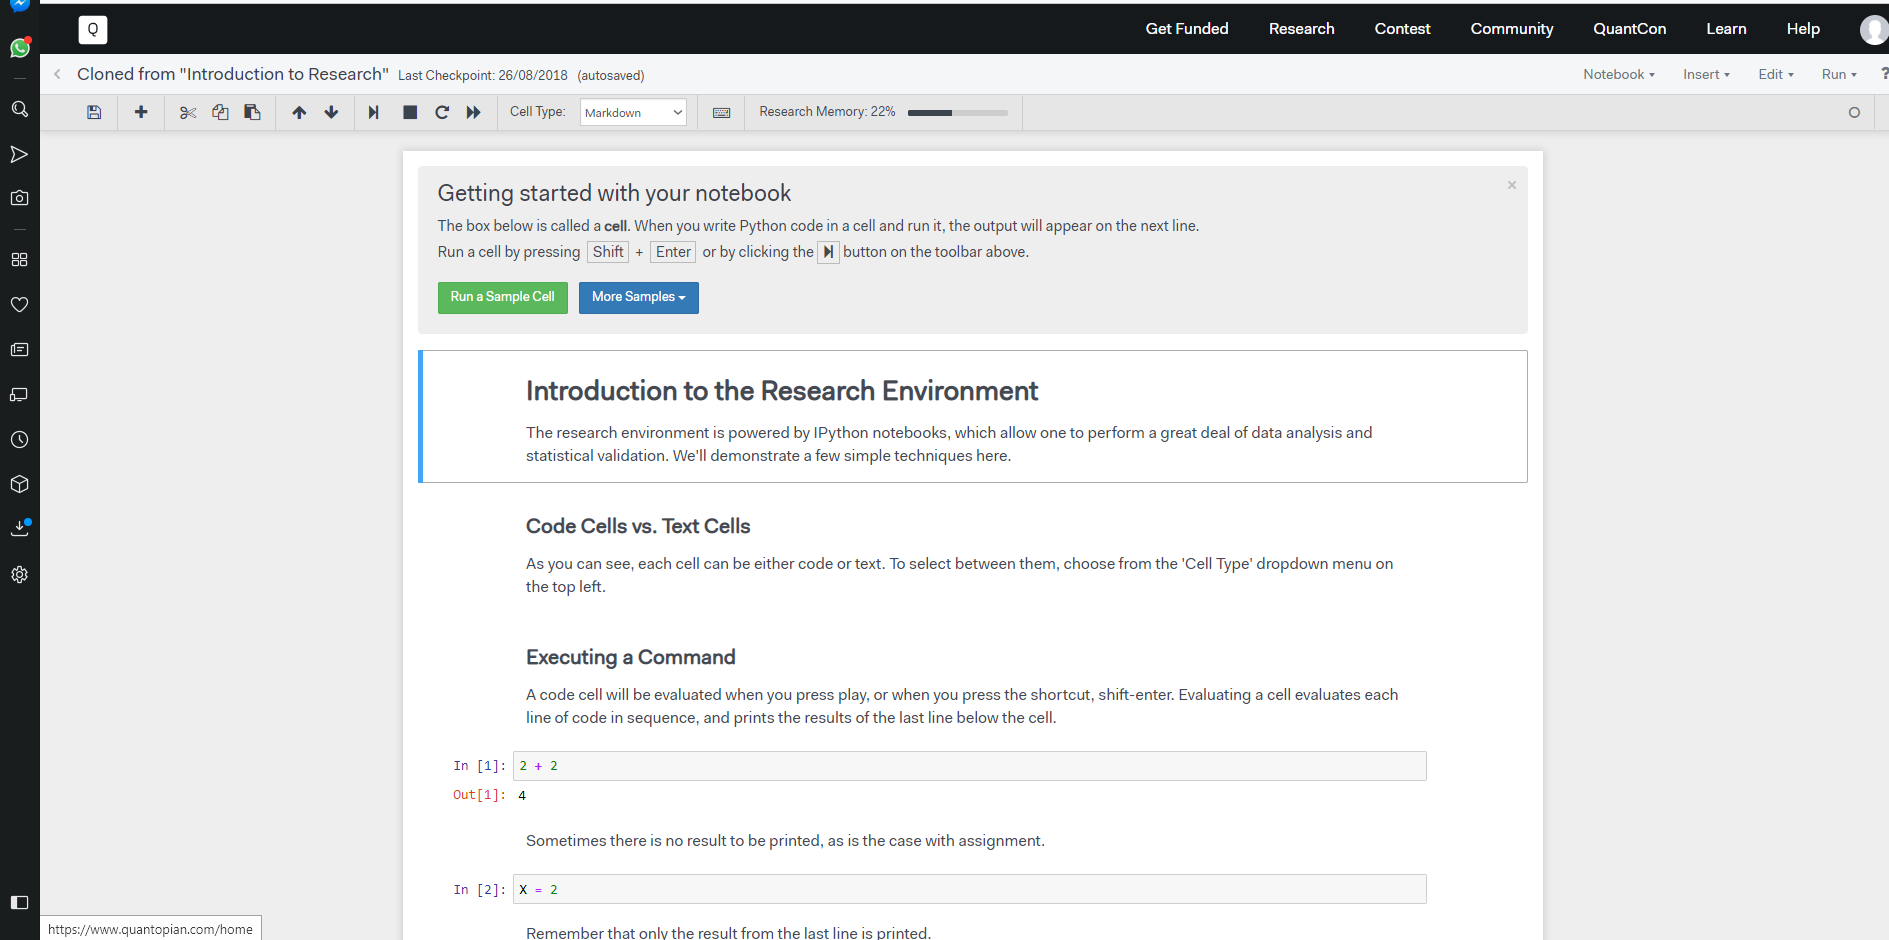 Q
Get Funded Research Contest Community QuantCon Learn Help
Cloned from "Introduction to Research" Last Checkpoint: 26/08/2018 (autosaved)
Notebook Insert Edit Run ?
Cell Type: Markdown Research Memory: 22%
Getting started with your notebook
×
The box below is called a cell. When you write Python code in a cell and run it, the output will appear on the next line.
Run a cell by pressing Shift + Enter or by clicking the button on the toolbar above.
Run a Sample Cell More Samples
Introduction to the Research Environment
The research environment is powered by IPython notebooks, which allow one to perform a great deal of data analysis and
statistical validation. We'll demonstrate a few simple techniques here.
Code Cells vs. Text Cells
As you can see, each cell can be either code or text. To select between them, choose from the 'Cell Type' dropdown menu on
the top left.
Executing a Command
A code cell will be evaluated when you press play, or when you press the shortcut, shift-enter. Evaluating a cell evaluates each
line of code in sequence, and prints the results of the last line below the cell.
In [1]: 2 + 2
Out[1]: 4
Sometimes there is no result to be printed, as is the case with assignment.
In [2]: X = 2
Remember that only the result from the last line is printed.
https://www.quantopian.com/home